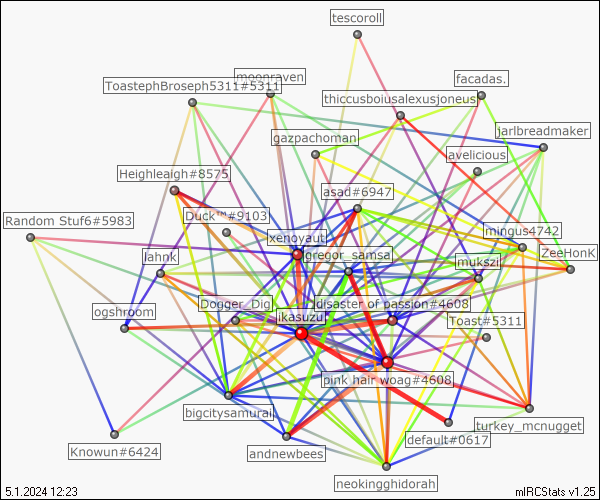 tescoroll
moonraven
facadas.
ToastephBroseph5311#5311
thiccusboiusalexusjoneus
jarlbreadmaker
gazpachoman
avelicious
Heighleaigh#8575
asad#6947
Duck™#9103
Random Stuf6#5983
mingus4742
xenoyaut
gregor_samsa
ZeeHonK
lahnk
mukszi
Dogger_Dig
disaster of passion#4608
ogshroom
ikasuzu
Toast#5311
pink hair woag#4608
bigcitysamurai
turkey_mcnugget
default#0617
Knowun#6424
andnewbees
neokingghidorah
5.1.2024 12:23
mIRCStats v1.25